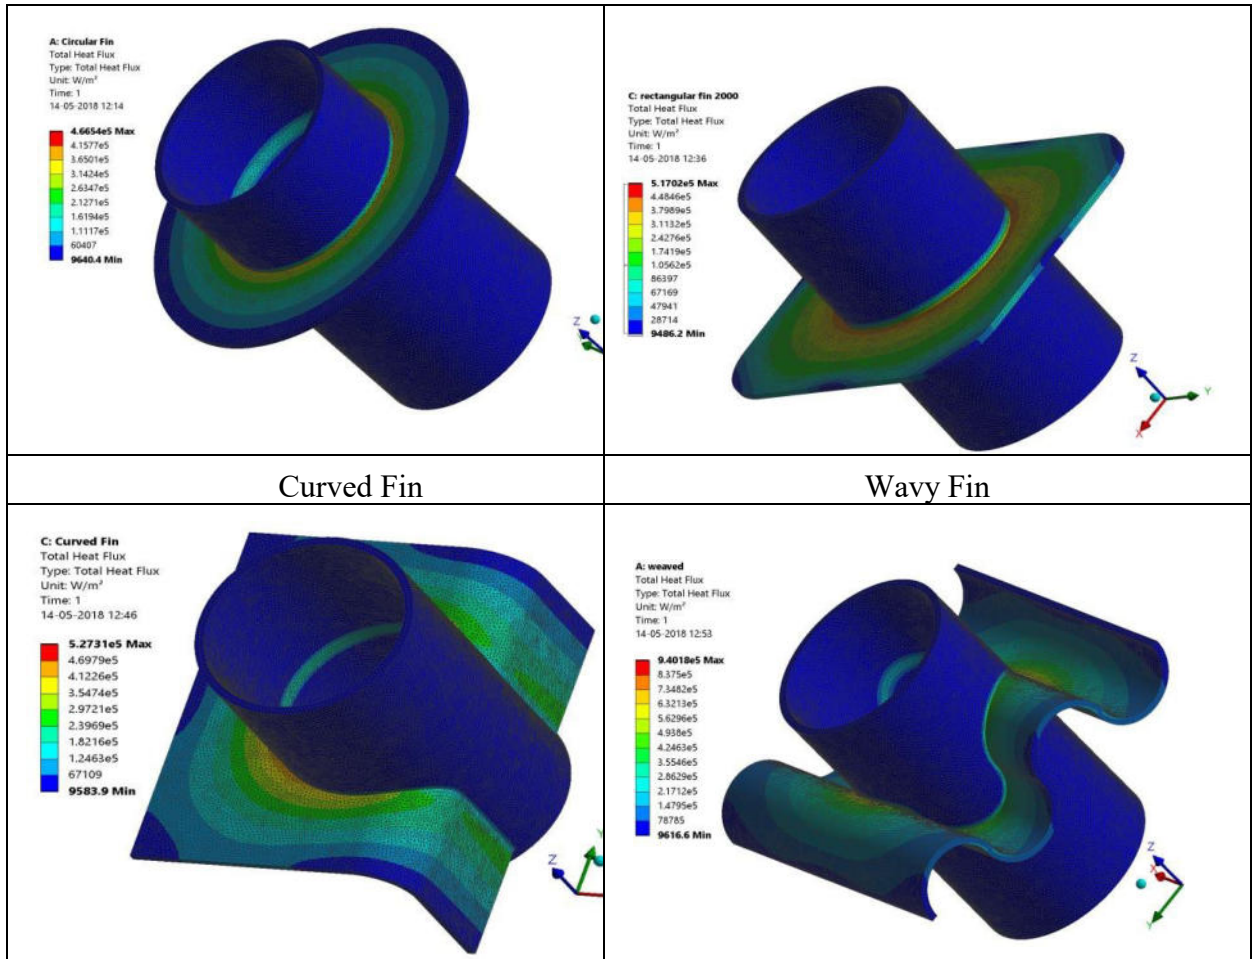 A: Circular Fin
Total Heat Flux
Type: Total Heat Flux
Unit: W/m²
Time: 1
14-05-2018 12:14
4.6654e5 Max
4.1577e5
3.6501e5
3.1424e5
2.6347e5
2.1271e5
1.6194e5
1.1117e5
60407
9640.4 Min
Z
C: rectangular fin 2000
Total Heat Flux
Type: Total Heat Flux
Unit: W/m²
Time: 1
14-05-2018 12:36
5.1702e5 Max
4.4846e5
3.7989e5
3.1132e5
2.4276e5
1.7419e5
1.0562e5
86397
67169
47941
28714
9486.2 Min
Z
Y
X
Curved Fin
Wavy Fin
C: Curved Fin
Total Heat Flux
Type: Total Heat Flux
Unit: W/m²
Time: 1
14-05-2018 12:46
5.2731e5 Max
4.6979e5
4.1226e5
3.5474e5
2.9721e5
2.3969e5
1.8216e5
1.2463e5
67109
9583.9 Min
Y
Z
A: weaved
Total Heat Flux
Type: Total Heat Flux
Unit: W/m²
Time: 1
14-05-2018 12:53
9.4018e5 Max
8.375e5
7.3482e5
6.3213e5
5.6296e5
4.938e5
4.2463e5
3.5546e5
2.8629e5
2.1712e5
1.4795e5
78785
9616.6 Min
Z
X
Y